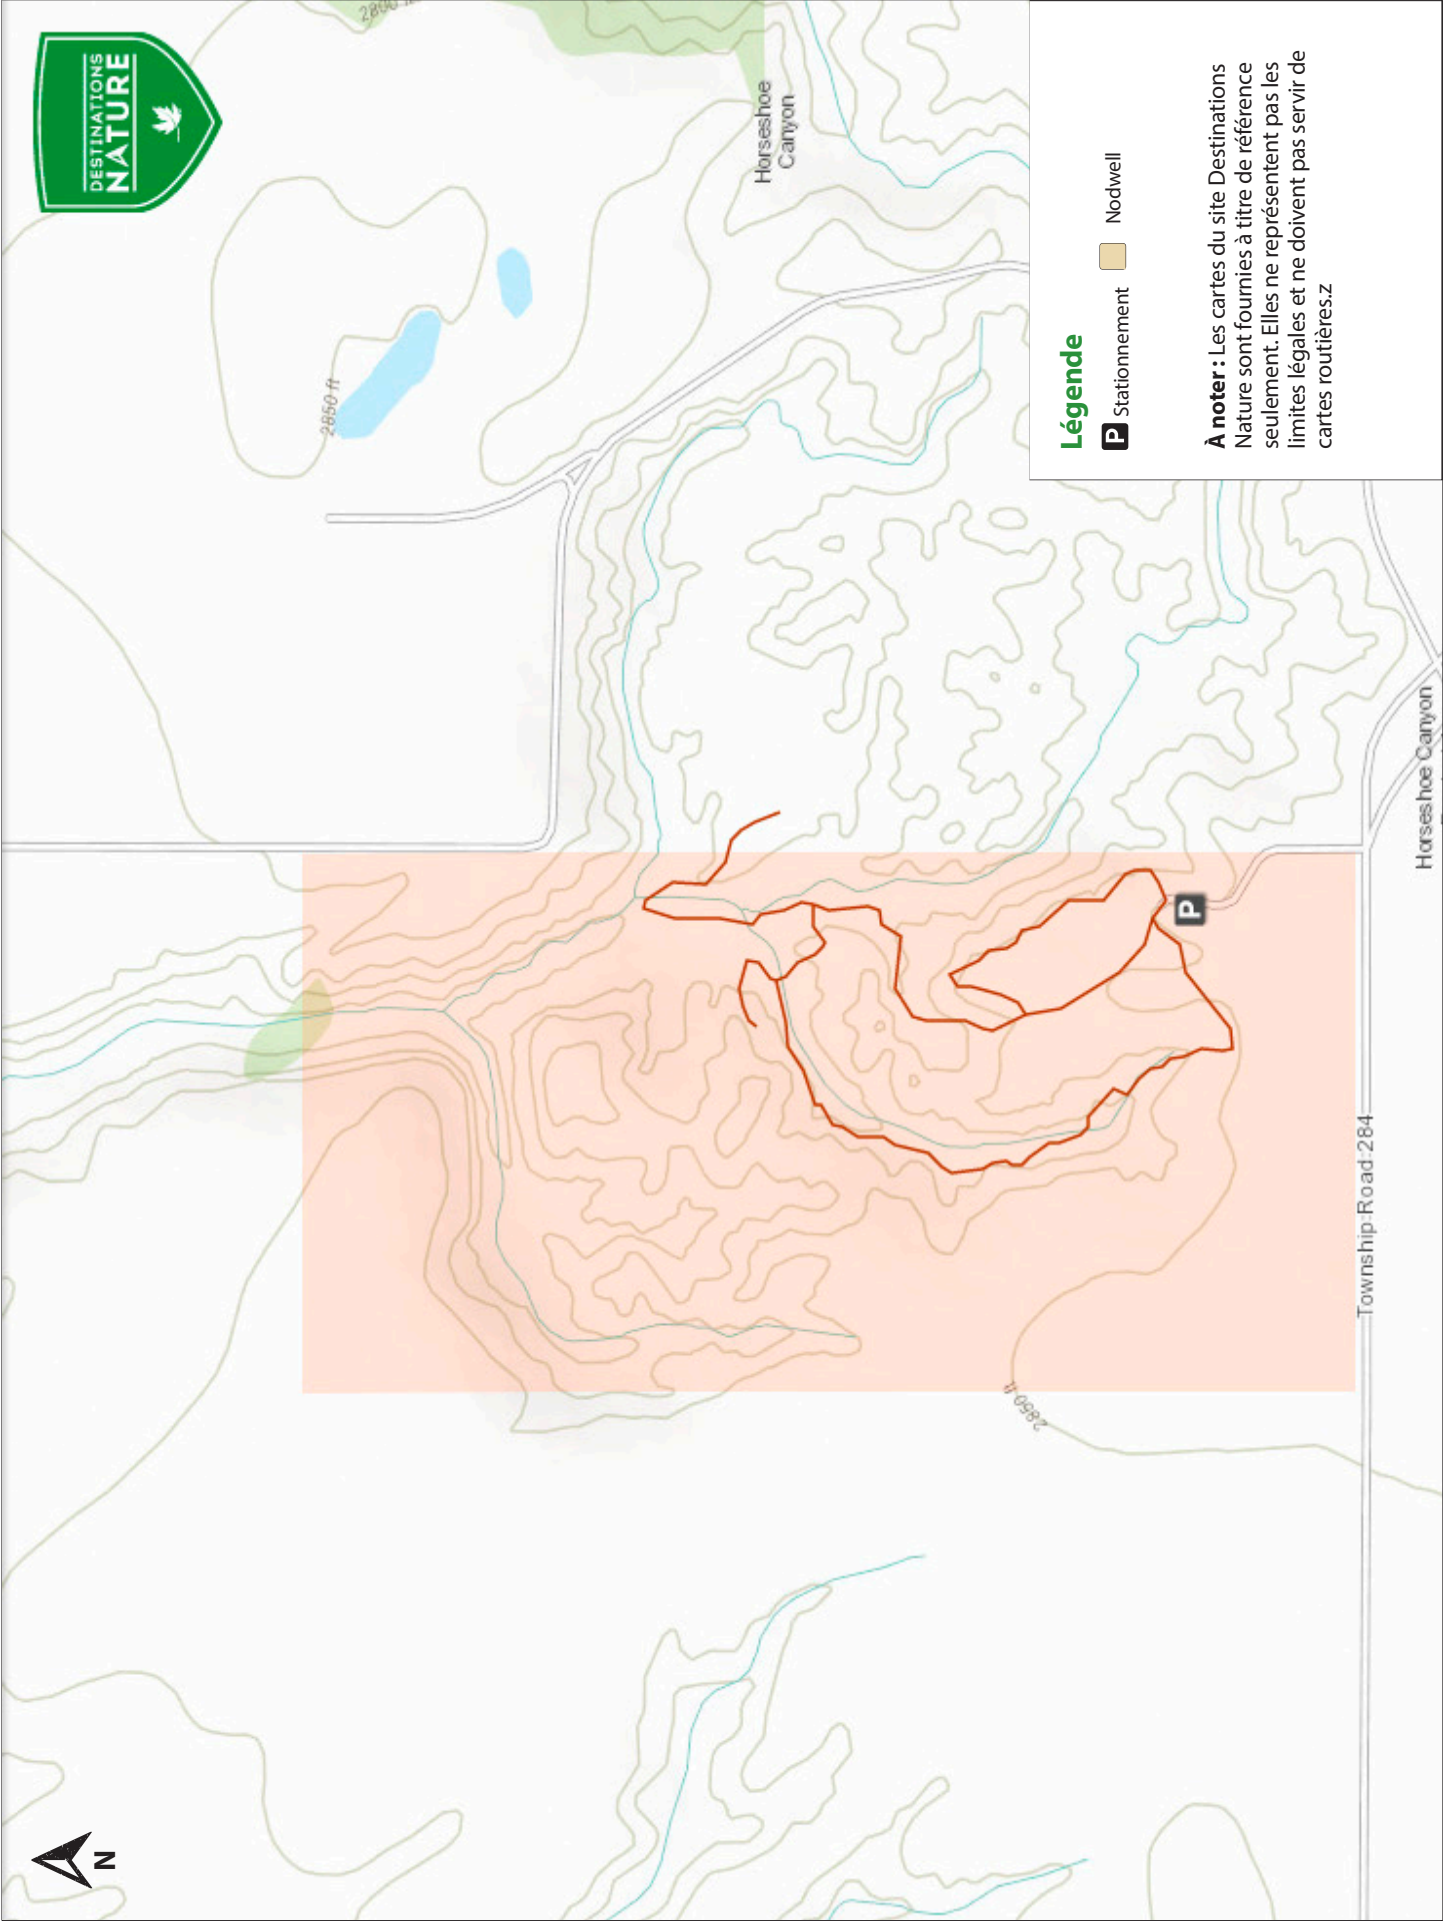 N
2850 ft
2850 ft
Township Road 284
Horseshoe Canyon
P
2800 ft
Horseshoe
Canyon
DESTINATIONS
NATURE
Légende
P Stationnement
Nodwell
À noter : Les cartes du site Destinations
Nature sont fournies à titre de référence
seulement. Elles ne représentent pas les
limites légales et ne doivent pas servir de
cartes routières.z